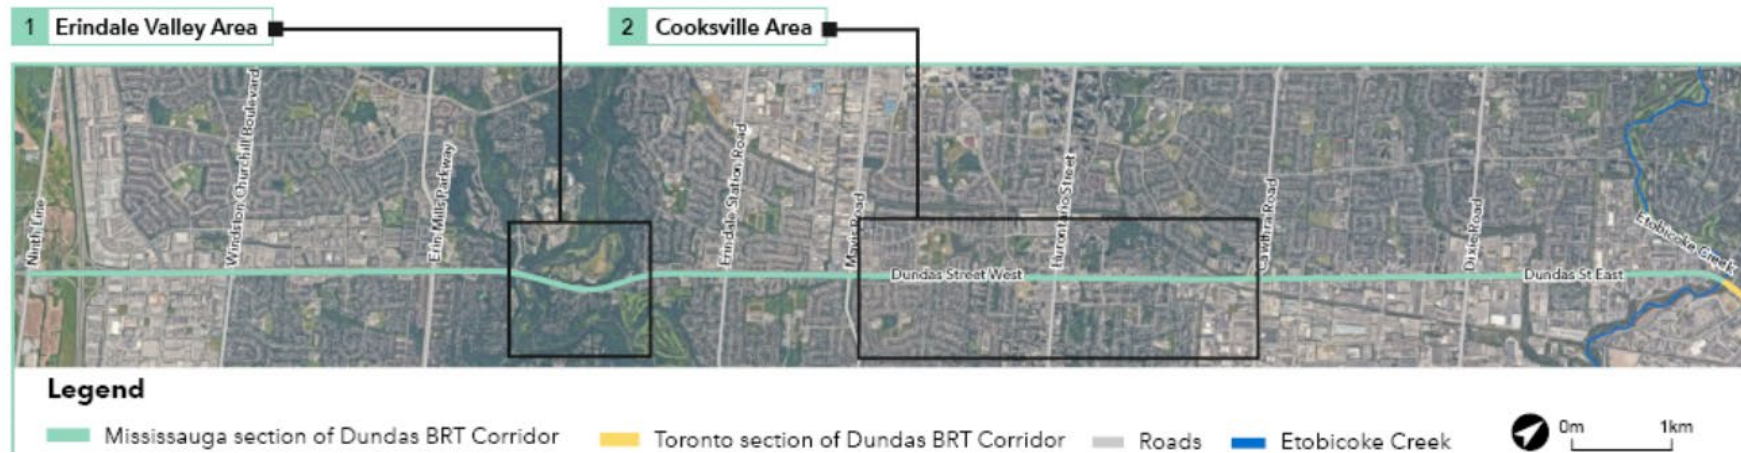 1 Erindale Valley Area
2 Cooksville Area
Ninth Line
Winston Churchill Boulevard
Erin Mills Parkway
Erindale Station Road
Mavis Road
Hurontario Street
Cawthra Road
Dixie Road
Etobicoke Creek
Dundas Street West
Dundas St East
Legend
Mississauga section of Dundas BRT Corridor
Toronto section of Dundas BRT Corridor
Roads
Etobicoke Creek
0m 1km